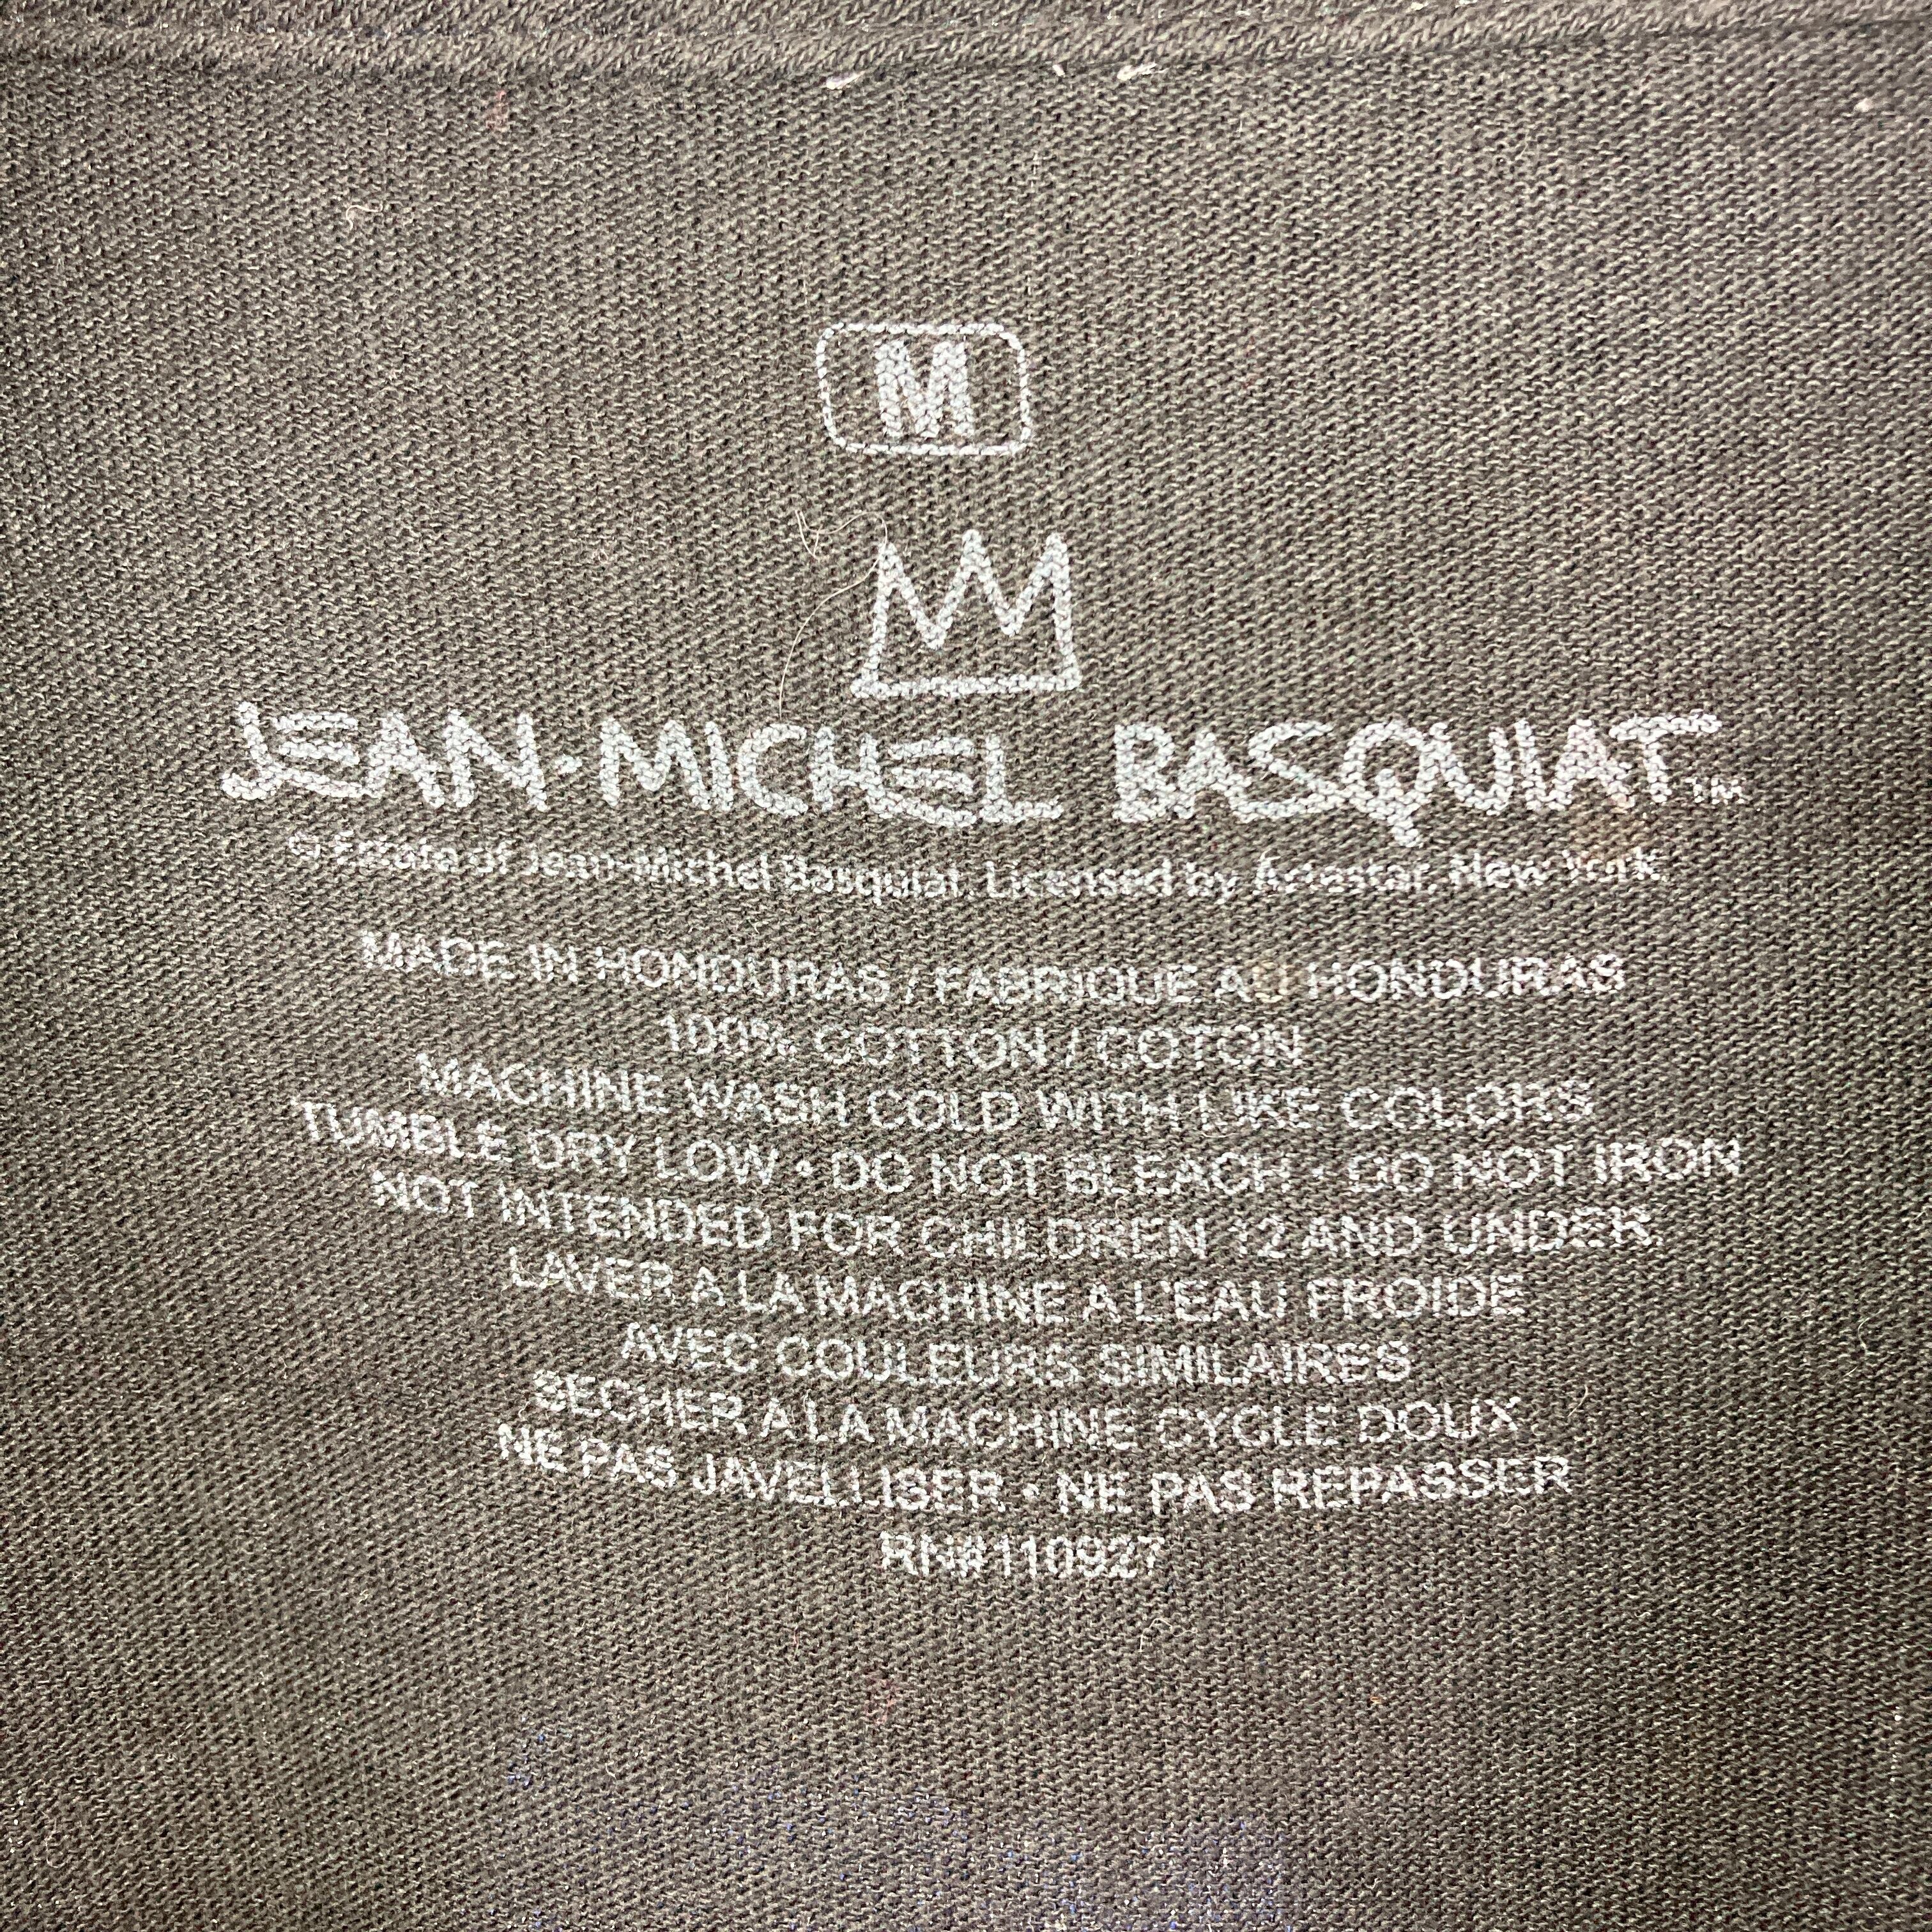 M
JEAN-MICHEL BASQUIAT™
© Estate of Jean-Michel Basquiat. Licensed by Artestar, New York.
MADE IN HONDURAS / FABRIQUE AU HONDURAS
100% COTTON / COTON
MACHINE WASH COLD WITH LIKE COLORS
TUMBLE DRY LOW • DO NOT BLEACH • DO NOT IRON
NOT INTENDED FOR CHILDREN 12 AND UNDER
LAVER A LA MACHINE A L'EAU FROIDE
AVEC COULEURS SIMILAIRES
SECHER A LA MACHINE CYCLE DOUX
NE PAS JAVELLISER • NE PAS REPASSER
RN#110927